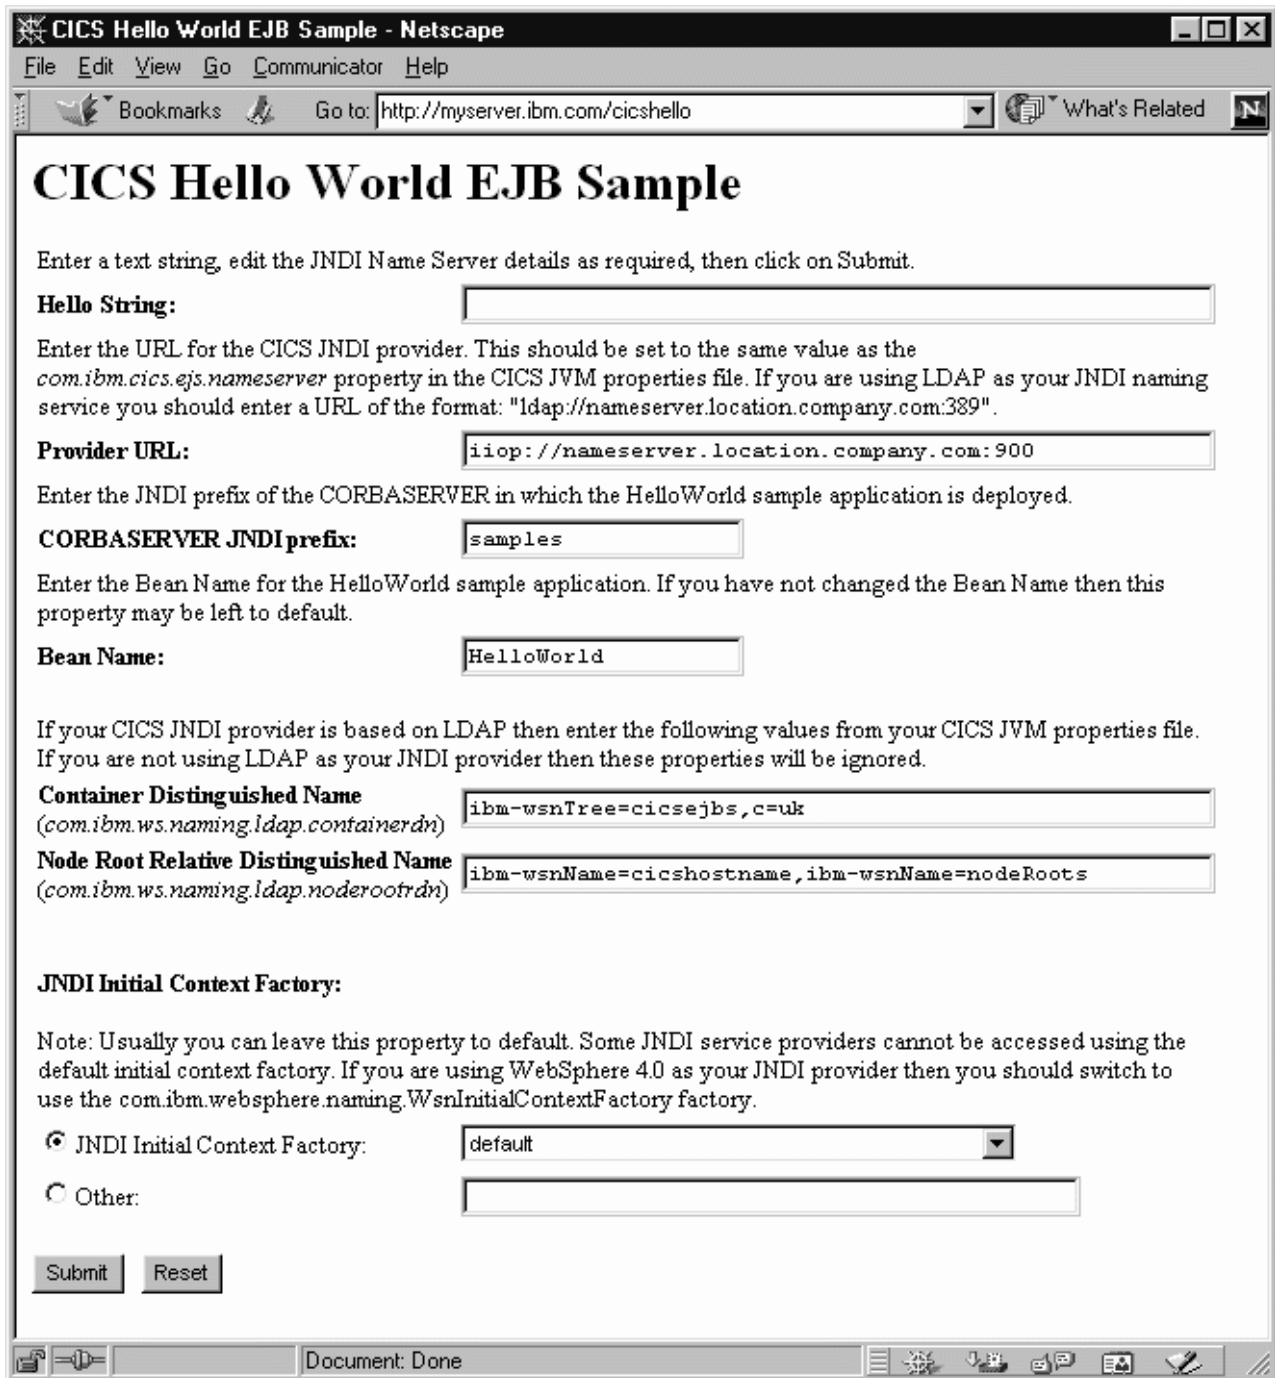 CICS Hello World EJB Sample - Netscape
File Edit View Go Communicator Help
Bookmarks Go to: http://myserver.ibm.com/cicshello What's Related N
CICS Hello World EJB Sample
Enter a text string, edit the JNDI Name Server details as required, then click on Submit.
Hello String:
Enter the URL for the CICS JNDI provider. This should be set to the same value as the
com.ibm.cics.ejs.nameserver property in the CICS JVM properties file. If you are using LDAP as your JNDI naming
service you should enter a URL of the format: "ldap://nameserver.location.company.com:389".
Provider URL: iiop://nameserver.location.company.com:900
Enter the JNDI prefix of the CORBASERVER in which the HelloWorld sample application is deployed.
CORBASERVER JNDI prefix: samples
Enter the Bean Name for the HelloWorld sample application. If you have not changed the Bean Name then this
property may be left to default.
Bean Name: HelloWorld
If your CICS JNDI provider is based on LDAP then enter the following values from your CICS JVM properties file.
If you are not using LDAP as your JNDI provider then these properties will be ignored.
Container Distinguished Name
(com.ibm.ws.naming.ldap.containerdn) ibm-wsnTree=cicsejbs,c=uk
Node Root Relative Distinguished Name
(com.ibm.ws.naming.ldap.noderootrdn) ibm-wsnName=cicshostname,ibm-wsnName=nodeRoots
JNDI Initial Context Factory:
Note: Usually you can leave this property to default. Some JNDI service providers cannot be accessed using the
default initial context factory. If you are using WebSphere 4.0 as your JNDI provider then you should switch to
use the com.ibm.websphere.naming.WsnInitialContextFactory factory.
JNDI Initial Context Factory: default
Other:
Submit Reset
Document: Done